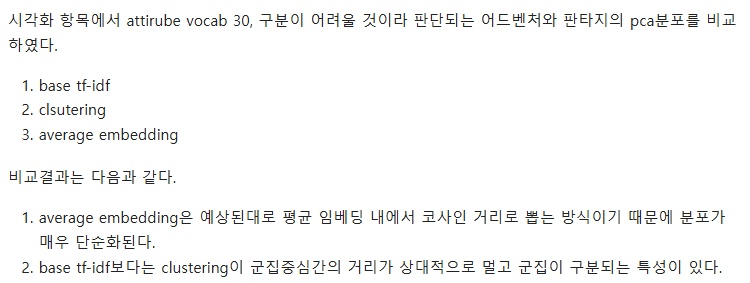 시각화 항목에서 attirube vocab 30, 구분이 어려울 것이라 판단되는 어드벤처와 판타지의 pca분포를 비교
하였다.
1. base tf-idf
2. clsutering
3. average embedding
비교결과는 다음과 같다.
1. average embedding은 예상된대로 평균 임베딩 내에서 코사인 거리로 뽑는 방식이기 때문에 분포가
매우 단순화된다.
2. base tf-idf보다는 clustering이 군집중심간의 거리가 상대적으로 멀고 군집이 구분되는 특성이 있다.